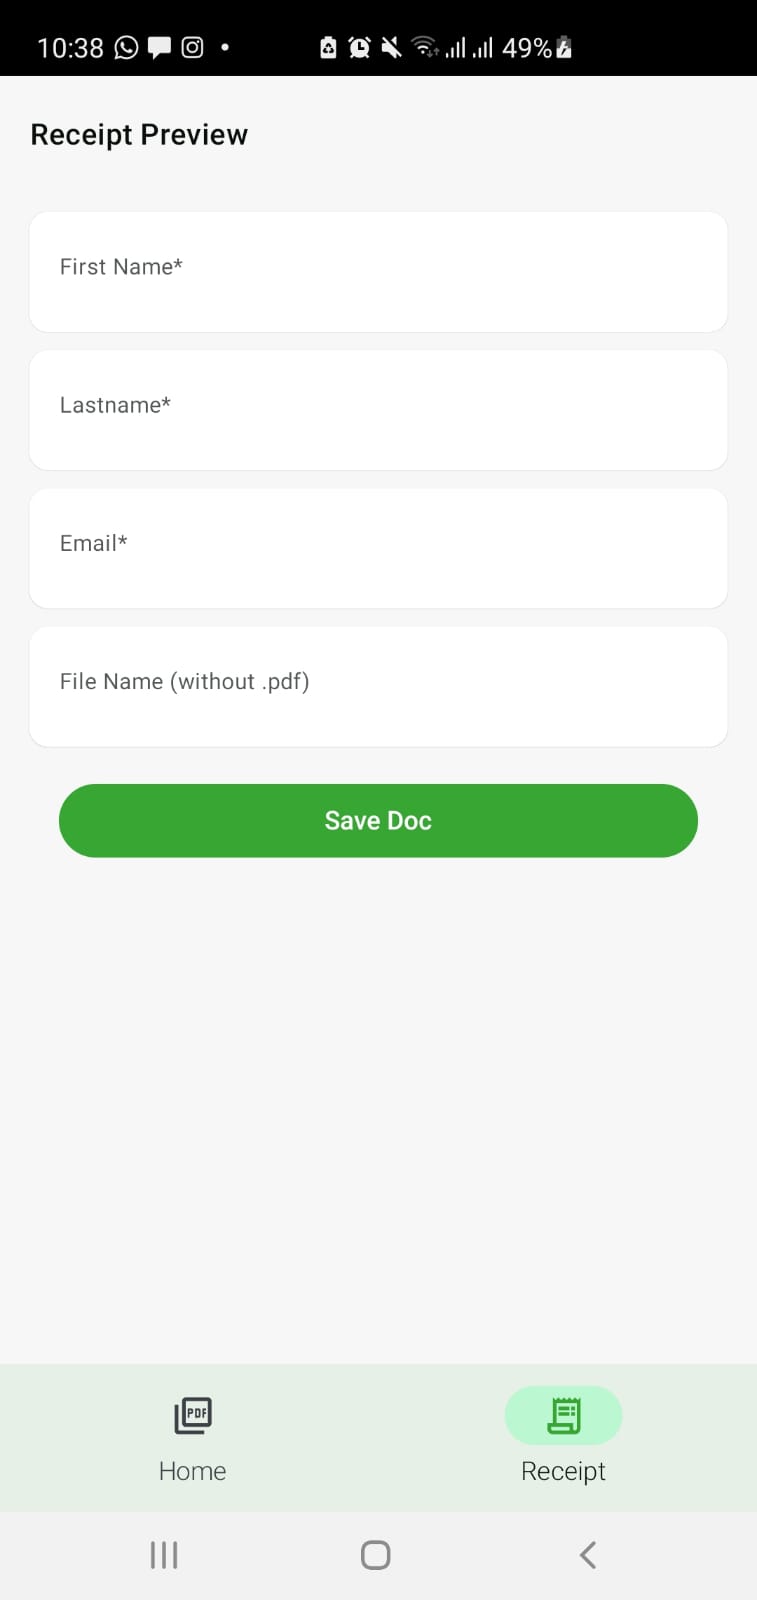 10:38 49%
Receipt Preview
First Name*
Lastname*
Email*
File Name (without .pdf)
Save Doc
PDF
Home
Receipt